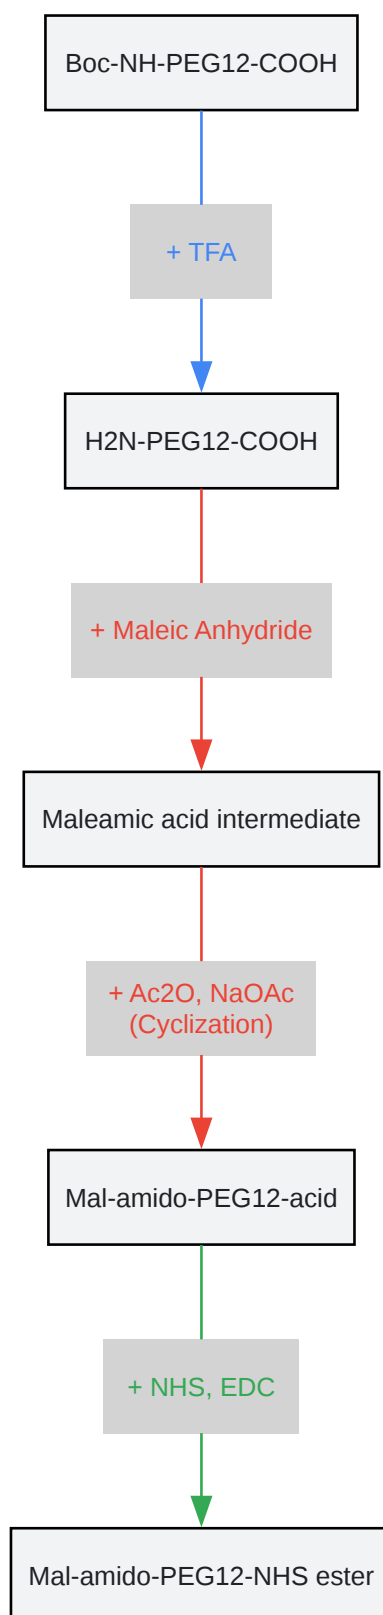 Boc-NH-PEG12-COOH
+ TFA
H2N-PEG12-COOH
+ Maleic Anhydride
Maleamic acid intermediate
+ Ac2O, NaOAc
(Cyclization)
Mal-amido-PEG12-acid
+ NHS, EDC
Mal-amido-PEG12-NHS ester